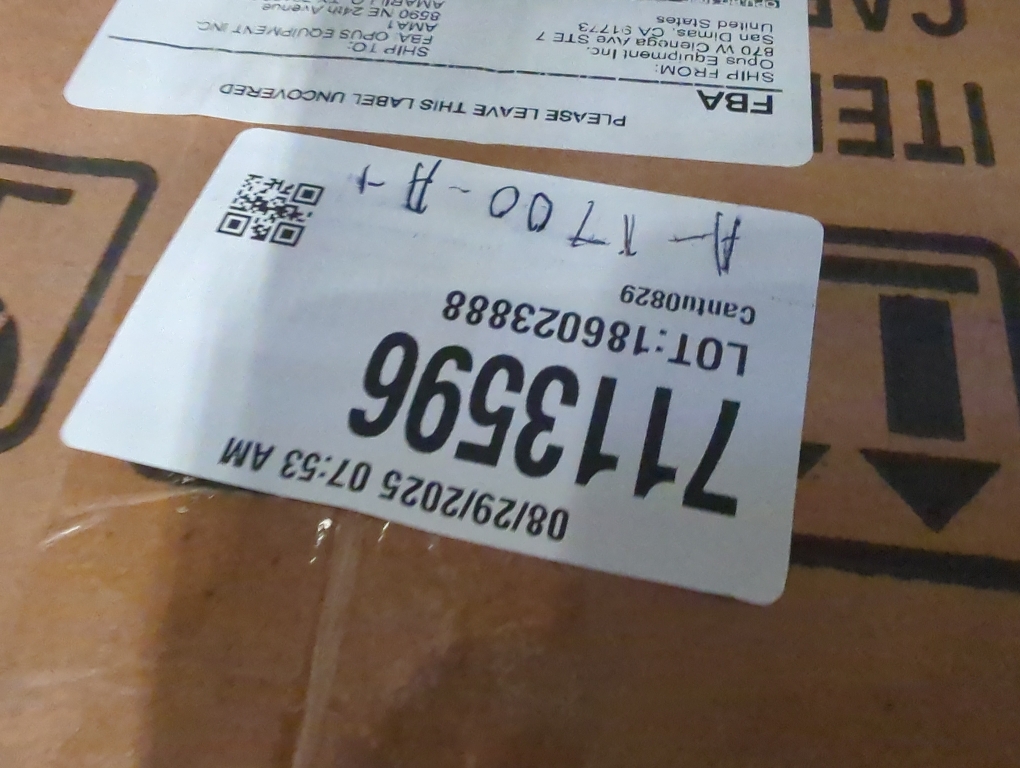 08/29/2025 07:53 AM
7113596
LOT:186023888
Cantu0829
A-1700-A-1
PLEASE LEAVE THIS LABEL UNCOVERED
FBA
SHIP FROM:
Opus Equipment Inc.
870 W Cienega Ave STE 7
San Dimas, CA 91773
United States
SHIP TO:
FBA: OPUS EQUIPMENT INC
AMA1
8590 NE 24th Avenue